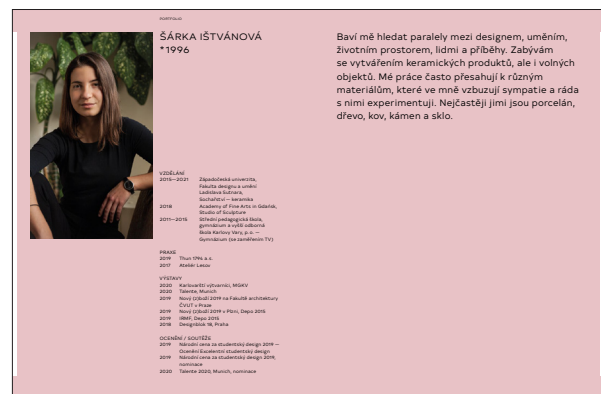 PORTFOLIO
ŠÁRKA IŠTVÁNOVÁ
*1996
Baví mě hledat paralely mezi designem, uměním,
životním prostorem, lidmi a příběhy. Zabývám
se vytvářením keramických produktů, ale i volných
objektů. Mé práce často přesahují k různým
materiálům, které ve mně vzbuzují sympatie a ráda
s nimi experimentuji. Nejčastěji jimi jsou porcelán,
dřevo, kov, kámen a sklo.
VZDĚLÁNÍ
2015—2021 Západočeská univerzita,
Fakulta designu a umění
Ladislava Sutnara,
Sochařství — keramika
2018 Academy of Fine Arts in Gdańsk,
Studio of Sculpture
2011—2015 Střední pedagogická škola,
gymnázium a vyšší odborná
škola Karlovy Vary, p. o. —
Gymnázium (se zaměřením TV)
PRAXE
2019 Thun 1794 a.s.
2017 Ateliér Lesov
VÝSTAVY
2020 Karlovarští výtvarníci, MGKV
2020 Talente, Munich
2019 Nový (z)boží 2019 na Fakultě architektury
ČVUT v Praze
2019 Nový (z)boží 2019 v Plzni, Depo 2015
2019 IRMF, Depo 2015
2018 Designblok 18, Praha
OCENĚNÍ / SOUTĚŽE
2019 Národní cena za studentský design 2019 —
Ocenění Excelentní studentský design
2019 Národní cena za studentský design 2019,
nominace
2020 Talente 2020, Munich, nominace